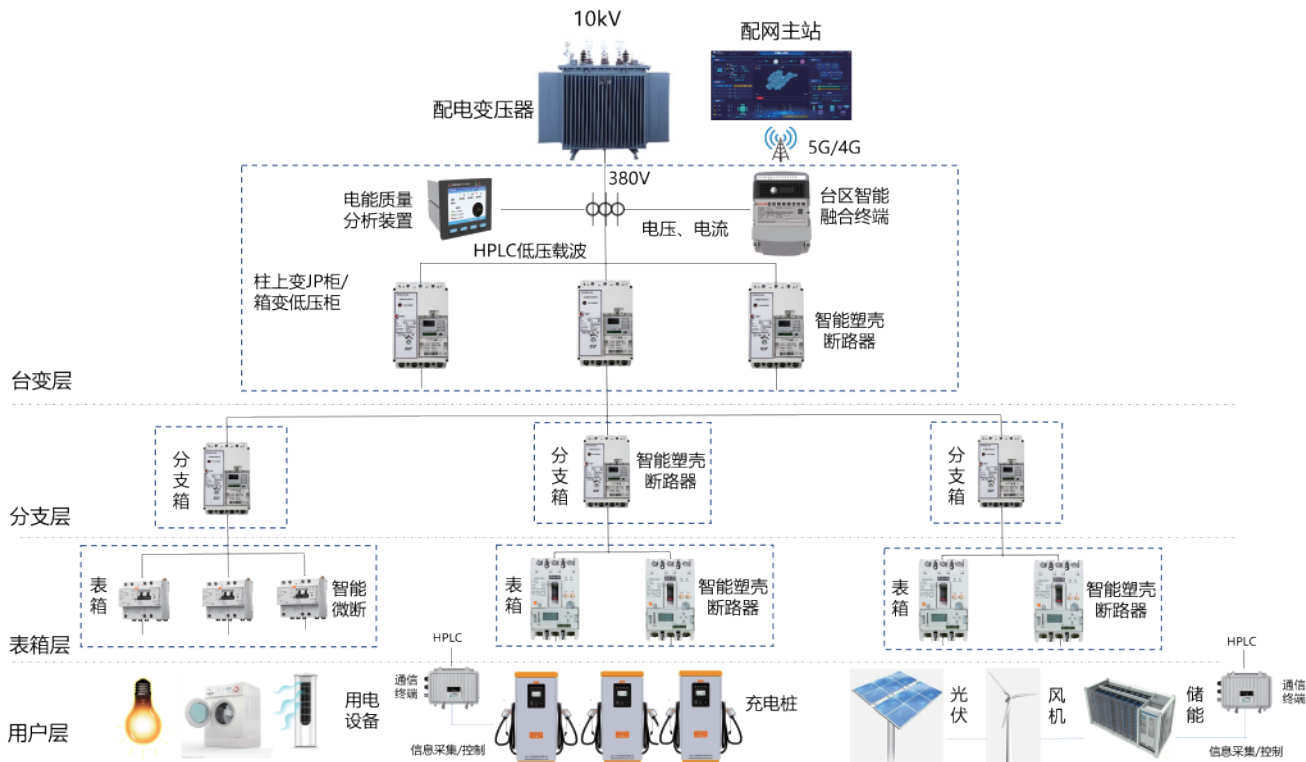 10kV
配网主站
配电变压器
5G/4G
380V
电能质量
分析装置
台区智能
融合终端
电压、电流
HPLC低压载波
柱上变JP柜/
箱变低压柜
智能塑壳
断路器
台变层
分支箱
分支箱
智能塑壳
断路器
分支箱
分支层
表箱
智能
微断
表箱
智能塑壳
断路器
表箱
智能塑壳
断路器
表箱层
HPLC
HPLC
通信
终端
用电
设备
充电桩
光伏
风机
储能
通信
终端
用户层
信息采集/控制
信息采集/控制